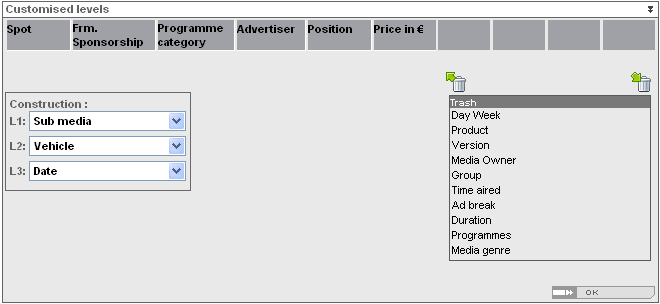 Customised levels
Spot
Frm.
Sponsorship
Programme
category
Advertiser
Position
Price in €
Construction :
L1: Sub media
L2: Vehicle
L3: Date
Trash
Day Week
Product
Version
Media Owner
Group
Time aired
Ad break
Duration
Programmes
Media genre
OK